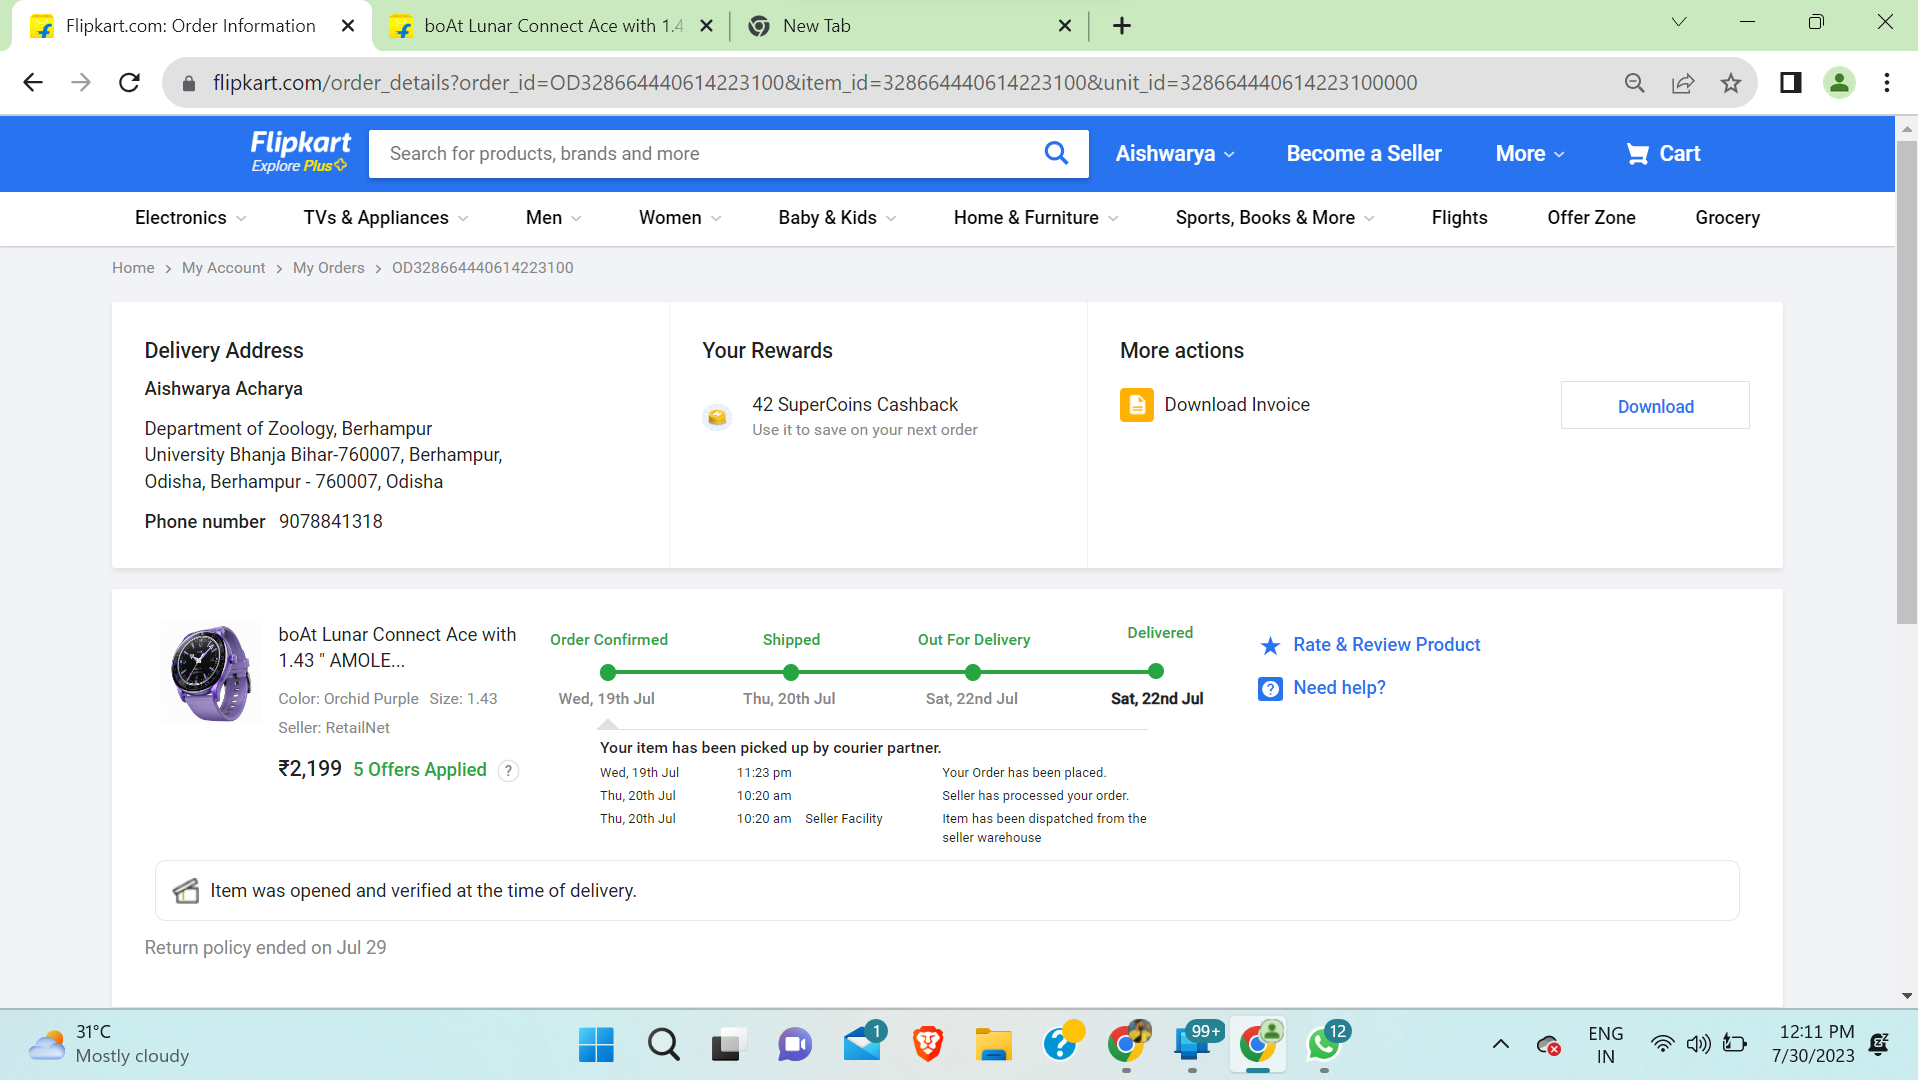 Flipkart.com: Order Information
boAt Lunar Connect Ace with 1.4
New Tab
flipkart.com/order_details?order_id=OD328664440614223100&item_id=328664440614223100&unit_id=328664440614223100000
Flipkart
Explore Plus
Search for products, brands and more
Aishwarya
Become a Seller
More
Cart
Electronics
TVs & Appliances
Men
Women
Baby & Kids
Home & Furniture
Sports, Books & More
Flights
Offer Zone
Grocery
Home > My Account > My Orders > OD328664440614223100
Delivery Address
Aishwarya Acharya
Department of Zoology, Berhampur
University Bhanja Bihar-760007, Berhampur,
Odisha, Berhampur - 760007, Odisha
Phone number 9078841318
Your Rewards
42 SuperCoins Cashback
Use it to save on your next order
More actions
Download Invoice
Download
boAt Lunar Connect Ace with
1.43 " AMOLE...
Color: Orchid Purple Size: 1.43
Seller: RetailNet
₹2,199 5 Offers Applied ?
Order Confirmed
Shipped
Out For Delivery
Delivered
Wed, 19th Jul
Thu, 20th Jul
Sat, 22nd Jul
Sat, 22nd Jul
Your item has been picked up by courier partner.
Wed, 19th Jul 11:23 pm Your Order has been placed.
Thu, 20th Jul 10:20 am Seller has processed your order.
Thu, 20th Jul 10:20 am Seller Facility Item has been dispatched from the
seller warehouse
Rate & Review Product
Need help?
Item was opened and verified at the time of delivery.
Return policy ended on Jul 29
31°C
Mostly cloudy
1
99+
12
ENG
IN
12:11 PM
7/30/2023